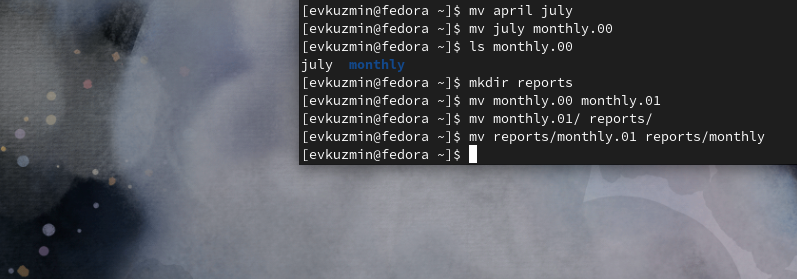 [evkuzmin@fedora ~]$ mv april july
[evkuzmin@fedora ~]$ mv july monthly.00
[evkuzmin@fedora ~]$ ls monthly.00
july  monthly
[evkuzmin@fedora ~]$ mkdir reports
[evkuzmin@fedora ~]$ mv monthly.00 monthly.01
[evkuzmin@fedora ~]$ mv monthly.01/ reports/
[evkuzmin@fedora ~]$ mv reports/monthly.01 reports/monthly
[evkuzmin@fedora ~]$